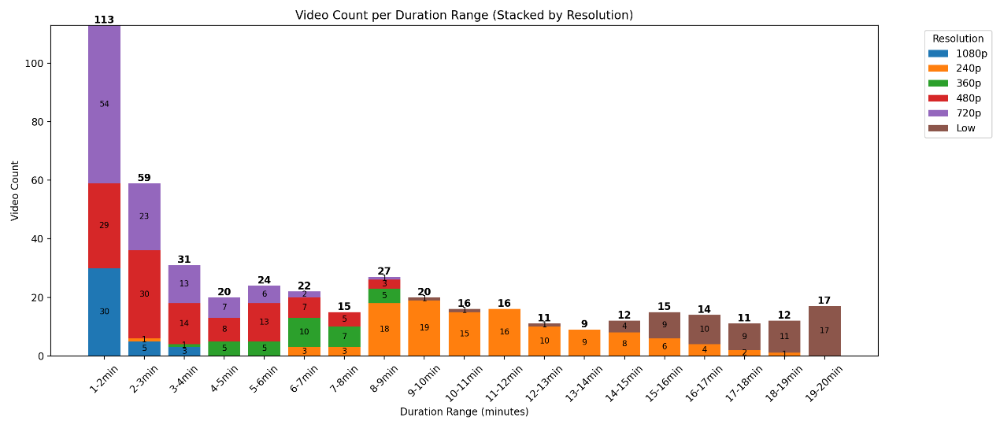 Video Count per Duration Range (Stacked by Resolution)
Resolution
1080p
240p
360p
480p
720p
Low
Video Count
100
80
60
40
20
0
113
54
29
30
59
23
30
1
5
31
13
14
1
3
20
7
8
5
24
6
13
5
22
2
7
10
3
15
5
7
3
27
1
3
5
18
20
1
19
16
1
15
16
16
11
1
10
9
9
12
4
8
15
9
6
14
10
4
11
9
2
12
11
1
17
17
1-2min
2-3min
3-4min
4-5min
5-6min
6-7min
7-8min
8-9min
9-10min
10-11min
11-12min
12-13min
13-14min
14-15min
15-16min
16-17min
17-18min
18-19min
19-20min
Duration Range (minutes)